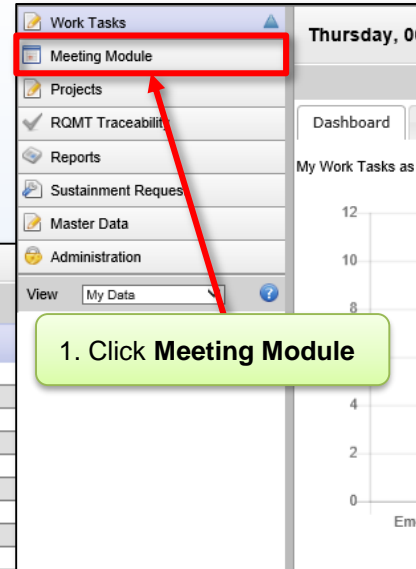 Work Tasks
Meeting Module
Projects
RQMT Traceability
Reports
Sustainment Reques
Master Data
Administration
View My Data
1. Click Meeting Module
Thursday, 0
Dashboard
My Work Tasks as
12
10
8
4
2
0
Em